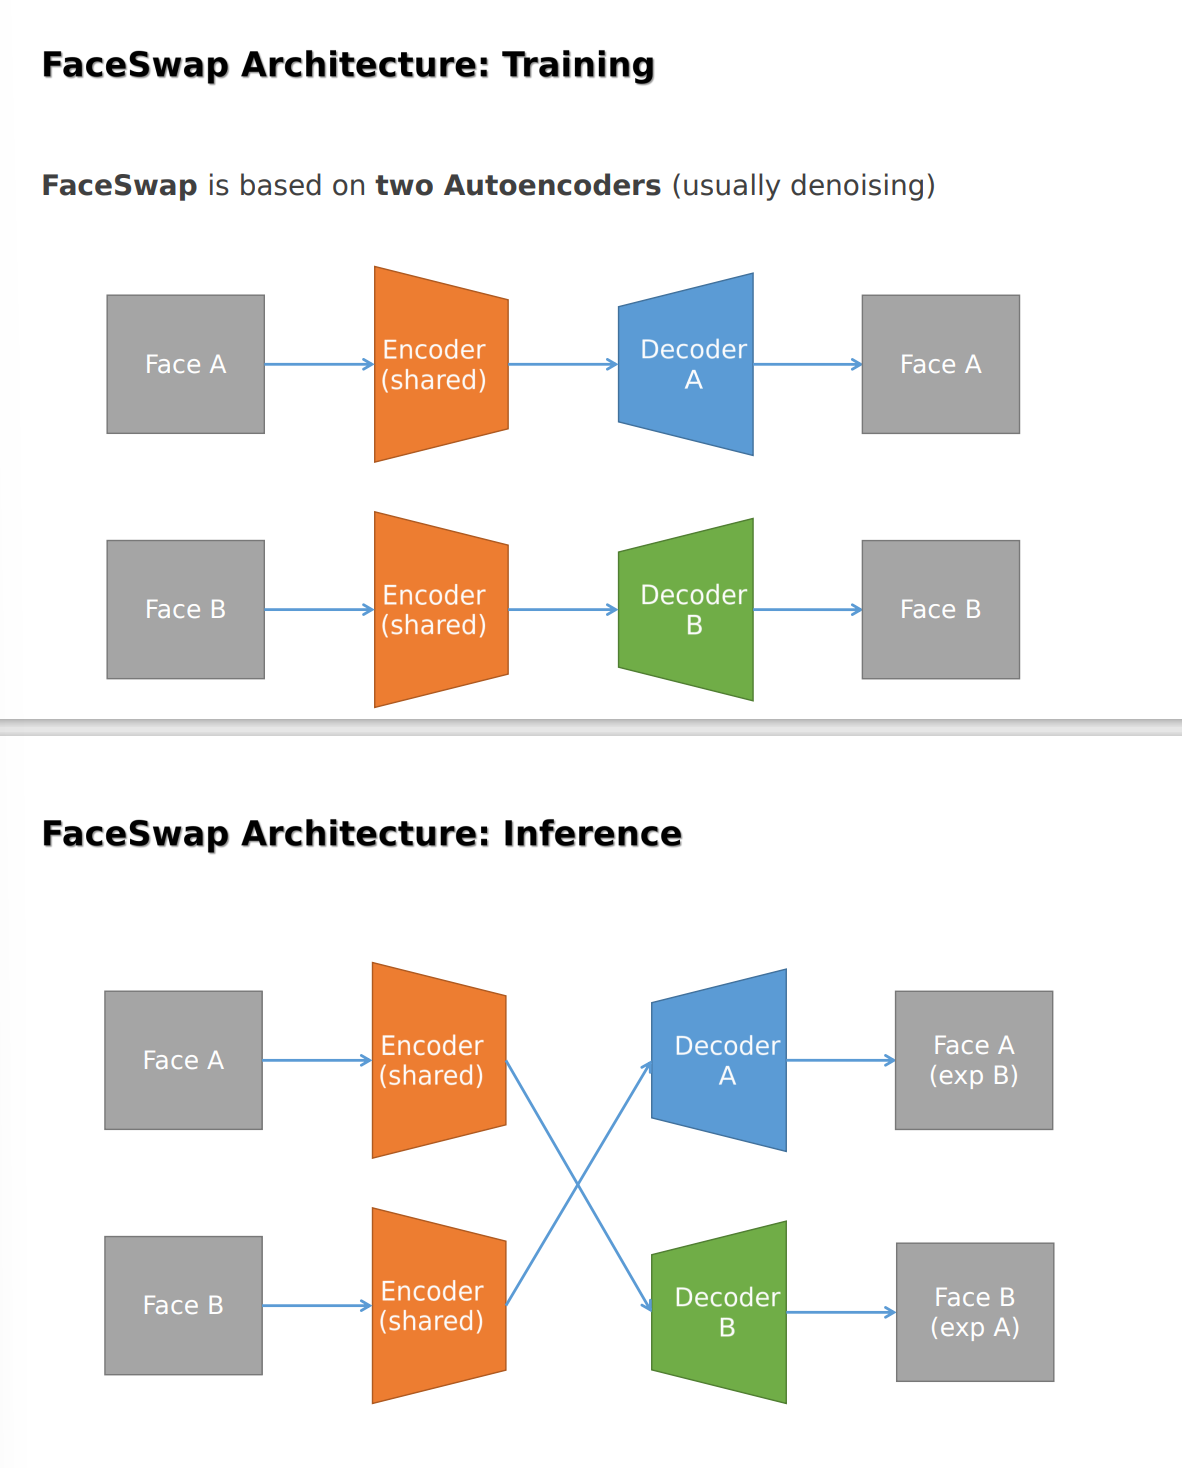 FaceSwap Architecture: Training
FaceSwap is based on two Autoencoders (usually denoising)
Face A
Encoder
(shared)
Decoder
A
Face A
Face B
Encoder
(shared)
Decoder
B
Face B
FaceSwap Architecture: Inference
Face A
Encoder
(shared)
Decoder
A
Face A
(exp B)
Face B
Encoder
(shared)
Decoder
B
Face B
(exp A)